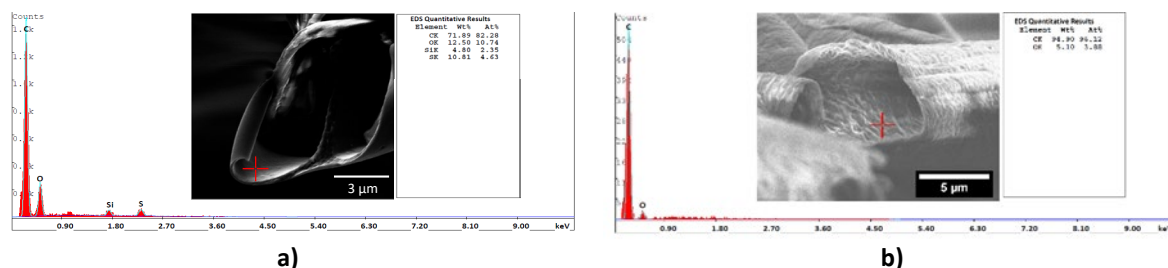 Counts
C
O
Si
S
0.90 1.80 2.70 3.60 4.50 5.40 6.30 7.20 8.10 9.00 keV
3 μm
EDS Quantitative Results
Element Wt% At%
CK 71.89 82.28
OK 12.50 10.74
SiK 4.80 2.35
SK 10.81 4.63
a)
Counts
C
O
0.90 1.80 2.70 3.60 4.50 5.40 6.30 7.20 8.10 9.00 keV
5 μm
EDS Quantitative Results
Element Wt% At%
CK 94.90 96.12
OK 5.10 3.88
b)